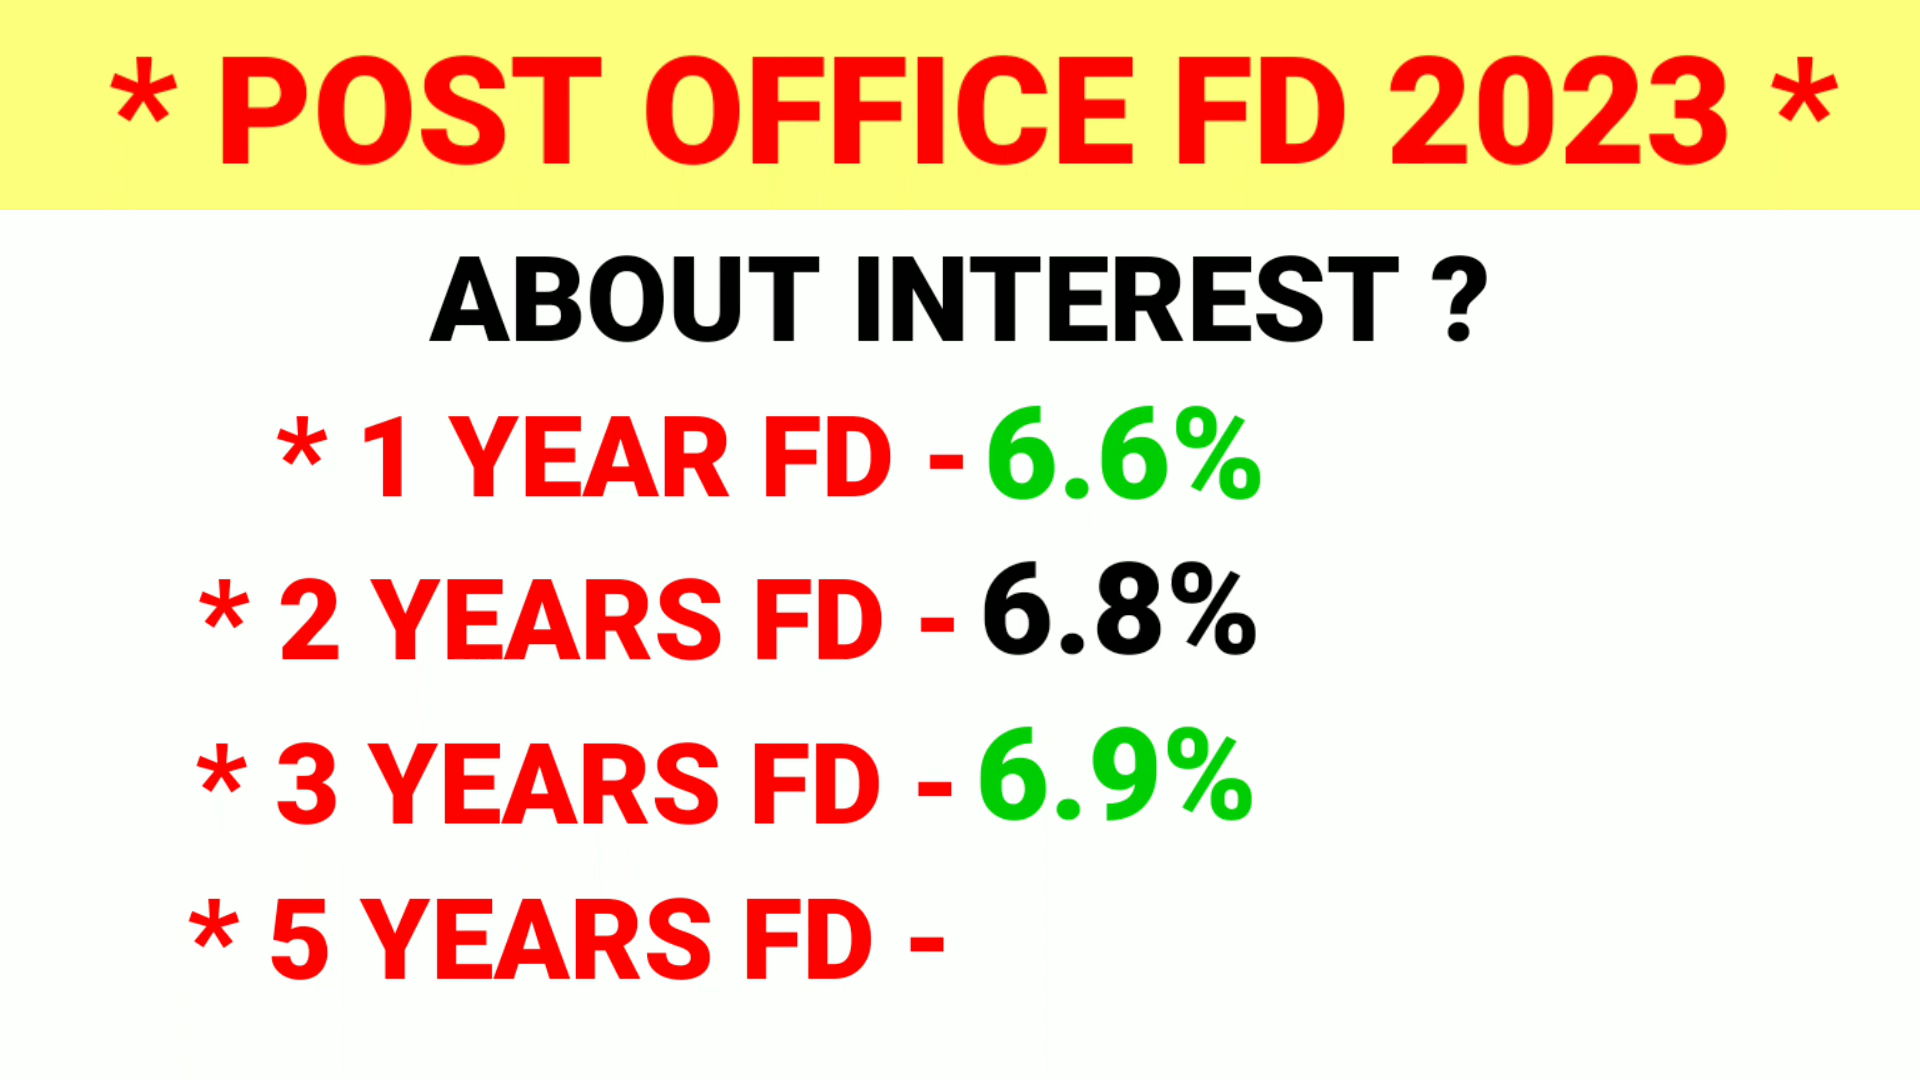 * POST OFFICE FD 2023 *
ABOUT INTEREST ?
* 1 YEAR FD - 6.6%
* 2 YEARS FD - 6.8%
* 3 YEARS FD - 6.9%
* 5 YEARS FD -